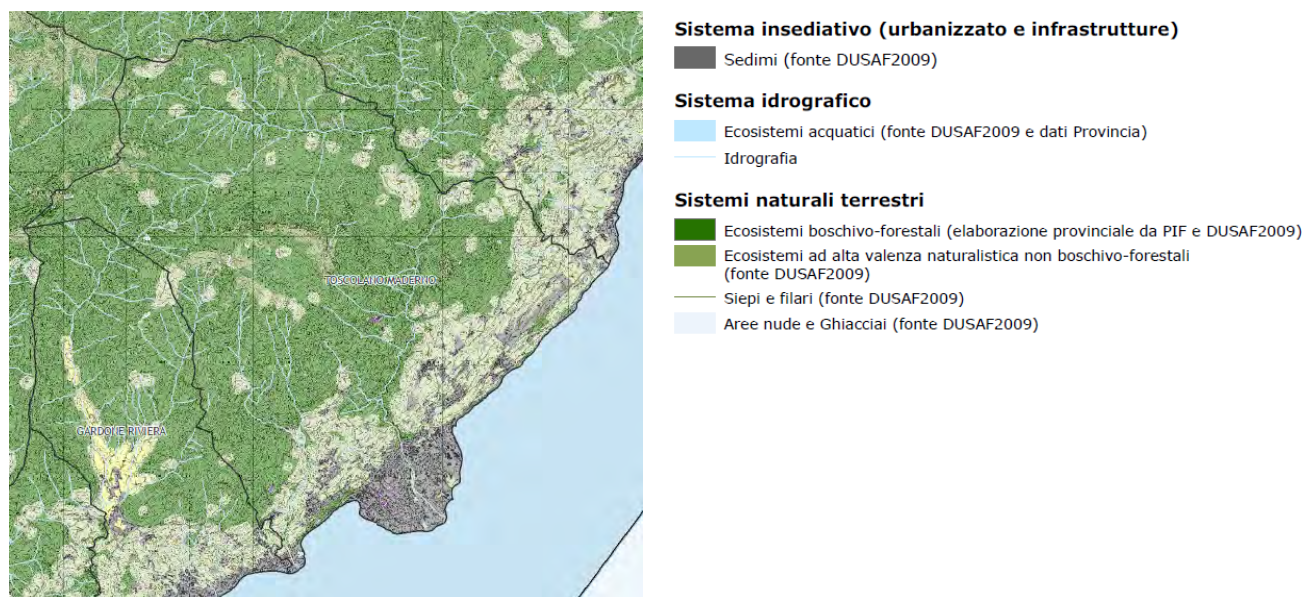 TOSCOLANO MADERNO
GARDONE RIVIERA
Sistema insediativo (urbanizzato e infrastrutture)
Sedimi (fonte DUSAF2009)
Sistema idrografico
Ecosistemi acquatici (fonte DUSAF2009 e dati Provincia)
Idrografia
Sistemi naturali terrestri
Ecosistemi boschivo-forestali (elaborazione provinciale da PIF e DUSAF2009)
Ecosistemi ad alta valenza naturalistica non boschivo-forestali
(fonte DUSAF2009)
Siepi e filari (fonte DUSAF2009)
Aree nude e Ghiacciai (fonte DUSAF2009)